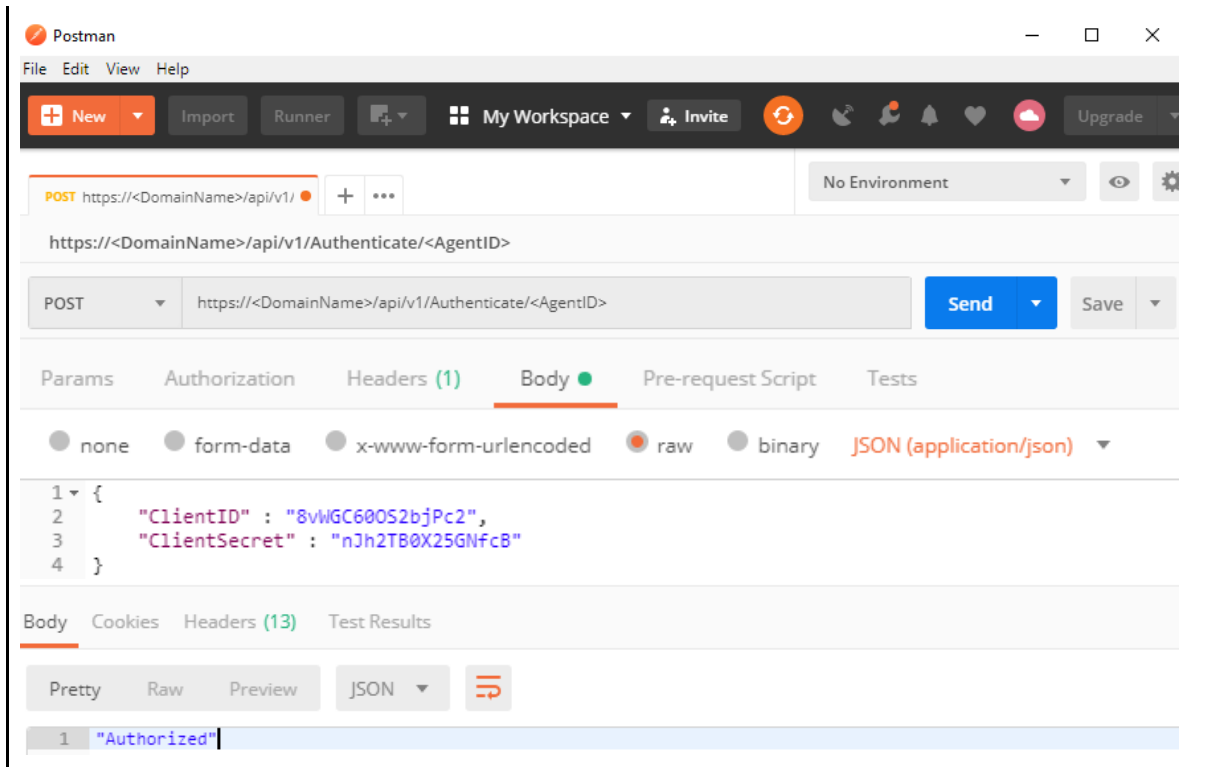 Postman
File Edit View Help
New Import Runner My Workspace Invite Upgrade
No Environment
POST https://<DomainName>/api/v1/
https://<DomainName>/api/v1/Authenticate/<AgentID>
POST https://<DomainName>/api/v1/Authenticate/<AgentID> Send Save
Params Authorization Headers (1) Body Pre-request Script Tests
none form-data x-www-form-urlencoded raw binary JSON (application/json)
1 {
2 "ClientID" : "8vWGC60OS2bjPc2",
3 "ClientSecret" : "nJh2TB0X25GNfcB"
4 }
Body Cookies Headers (13) Test Results
Pretty Raw Preview JSON
1 "Authorized"